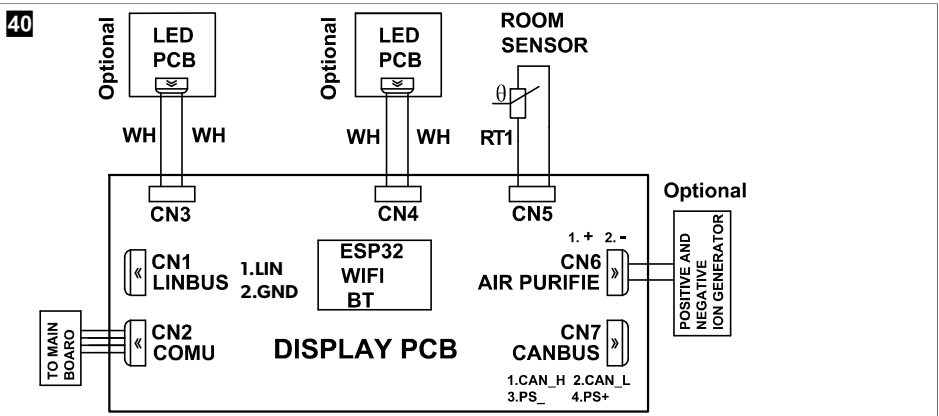 40
Optional
LED
PCB
WH WH
Optional
LED
PCB
WH WH
ROOM
SENSOR
θ
RT1
CN3
CN4
CN5
Optional
CN1
LINBUS
1.LIN
2.GND
ESP32
WIFI
BT
1. + 2. -
CN6
AIR PURIFIE
POSITIVE AND
NEGATIVE
ION GENERATOR
TO MAIN
BOARD
CN2
COMU
DISPLAY PCB
CN7
CANBUS
1.CAN_H 2.CAN_L
3.PS_ 4.PS+